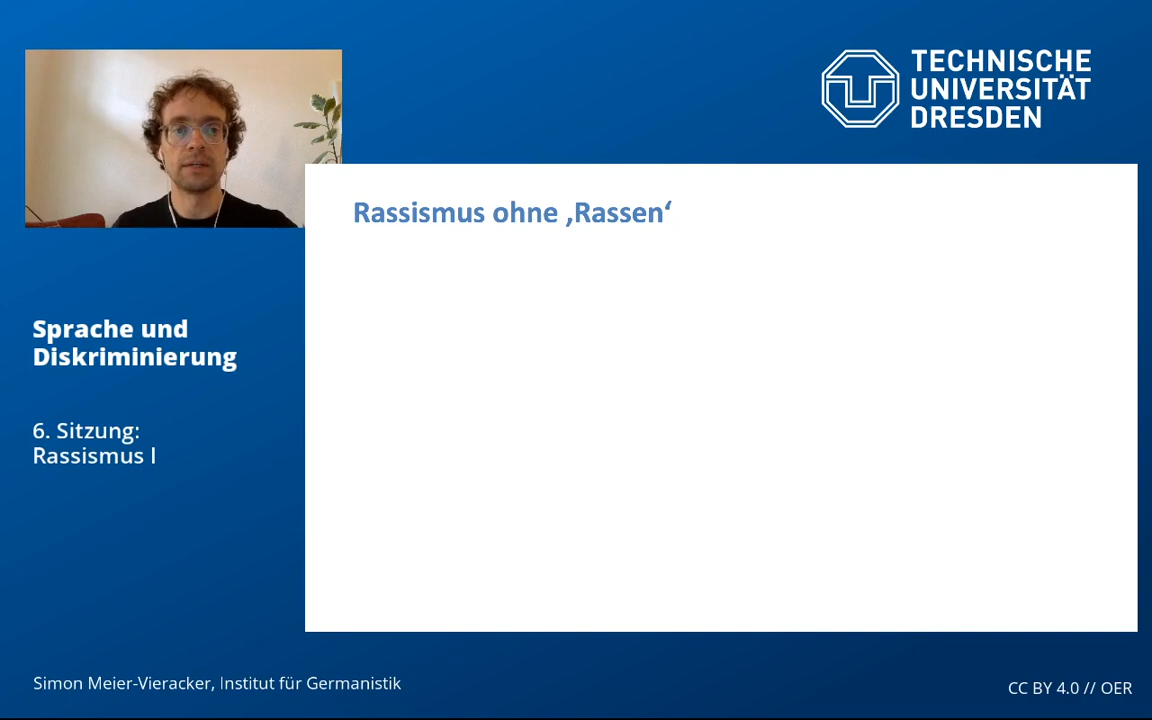 TECHNISCHE
UNIVERSITÄT
DRESDEN
Rassismus ohne ‚Rassen‘
Sprache und
Diskriminierung
6. Sitzung:
Rassismus I
Simon Meier-Vieracker, Institut für Germanistik
CC BY 4.0 // OER